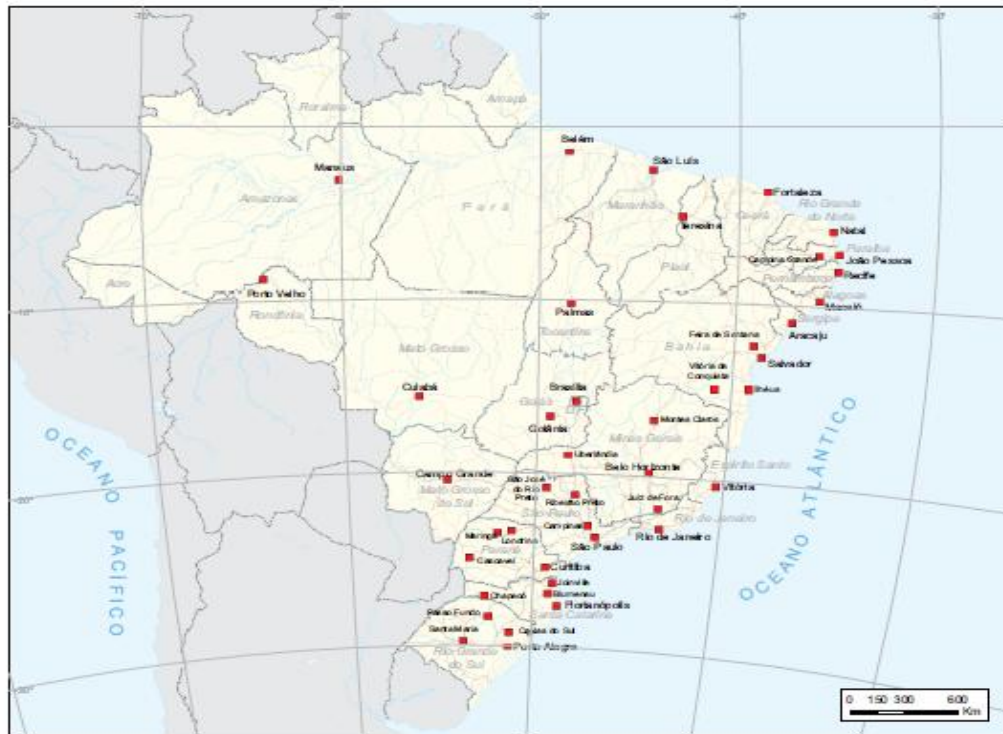 Roraima
Amapá
Belém
Manaus
São Luís
Fortaleza
Amazonas
Pará
Maranhão
Ceará
Rio Grande
do Norte
Teresina
Natal
Paraíba
Campina Grande
João Pessoa
Piauí
Pernambuco
Recife
Acre
Porto Velho
Alagoas
Maceió
Palmas
Rondônia
Sergipe
Aracaju
Tocantins
Feira de Santana
Mato Grosso
Bahia
Salvador
Vitória da
Conquista
Cuiabá
Brasília
Ilhéus
Goiás
DF
Goiânia
Montes Claros
Minas Gerais
Uberlândia
Belo Horizonte
Espírito Santo
Campo Grande
São José
do Rio
Preto
Vitória
Mato Grosso
do Sul
Ribeirão Preto
Juiz de Fora
São Paulo
Rio de Janeiro
Campinas
Maringá
Londrina
São Paulo
Rio de Janeiro
Paraná
Cascavel
Curitiba
Joinville
Chapecó
Blumenau
Florianópolis
Santa Catarina
Passo Fundo
Santa Maria
Caxias do Sul
Porto Alegre
Rio Grande
do Sul
OCEANO PACÍFICO
OCEANO ATLÂNTICO
0 150 300 600
Km